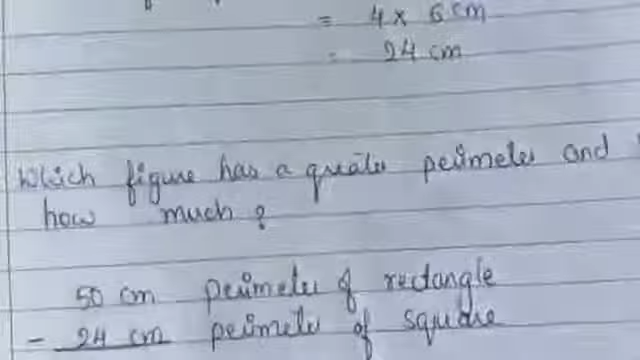 = 4 x 6 cm
= 24 cm
Which figure has a greater perimeter and
how much?
50 cm perimeter of rectangle
- 24 cm perimeter of square